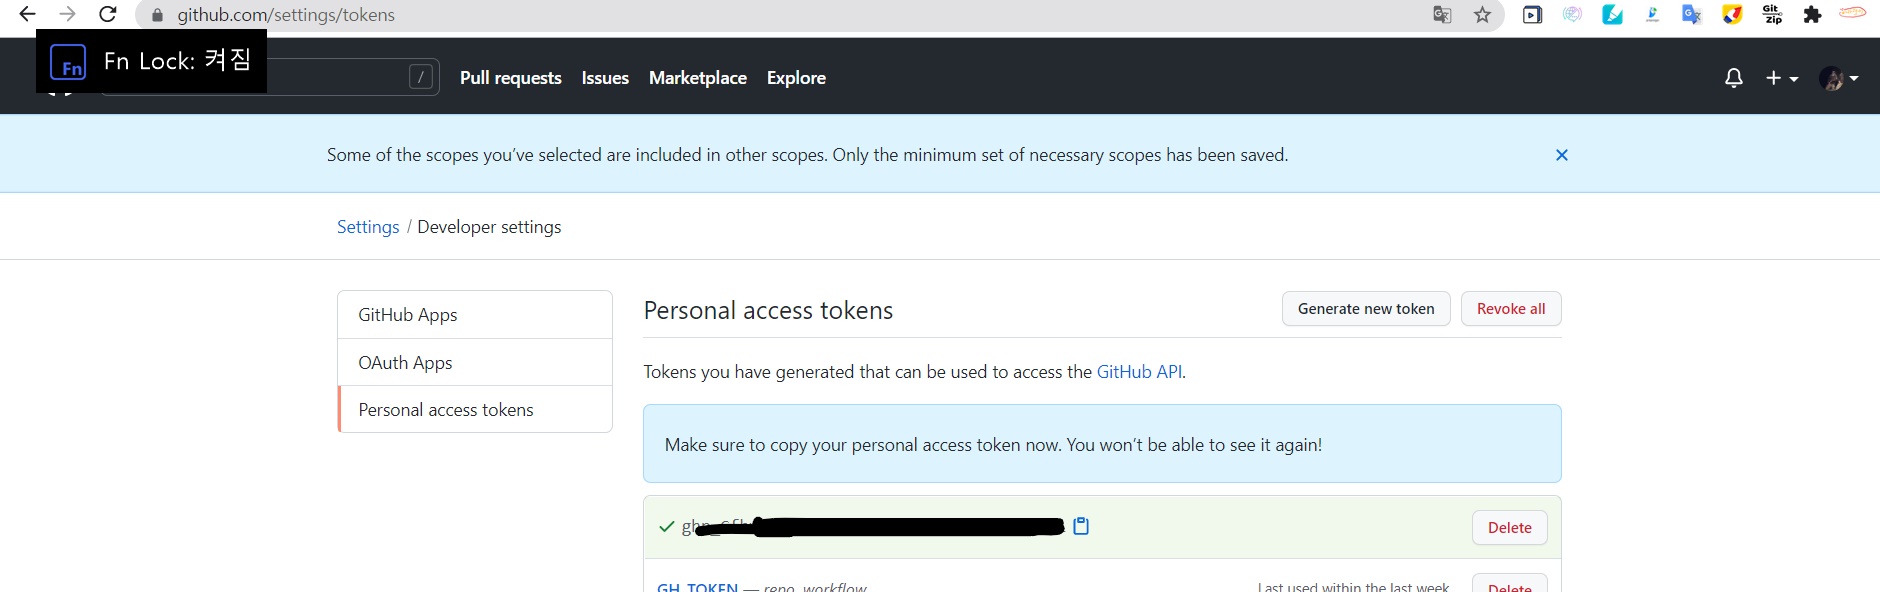 github.com/settings/tokens
Git Zip
Fn Fn Lock: 켜짐
/ Pull requests Issues Marketplace Explore
Some of the scopes you've selected are included in other scopes. Only the minimum set of necessary scopes has been saved.
Settings / Developer settings
GitHub Apps
OAuth Apps
Personal access tokens
Personal access tokens
Generate new token
Revoke all
Tokens you have generated that can be used to access the GitHub API.
Make sure to copy your personal access token now. You won't be able to see it again!
Delete
GH_TOKEN — repo, workflow
Last used within the last week
Delete